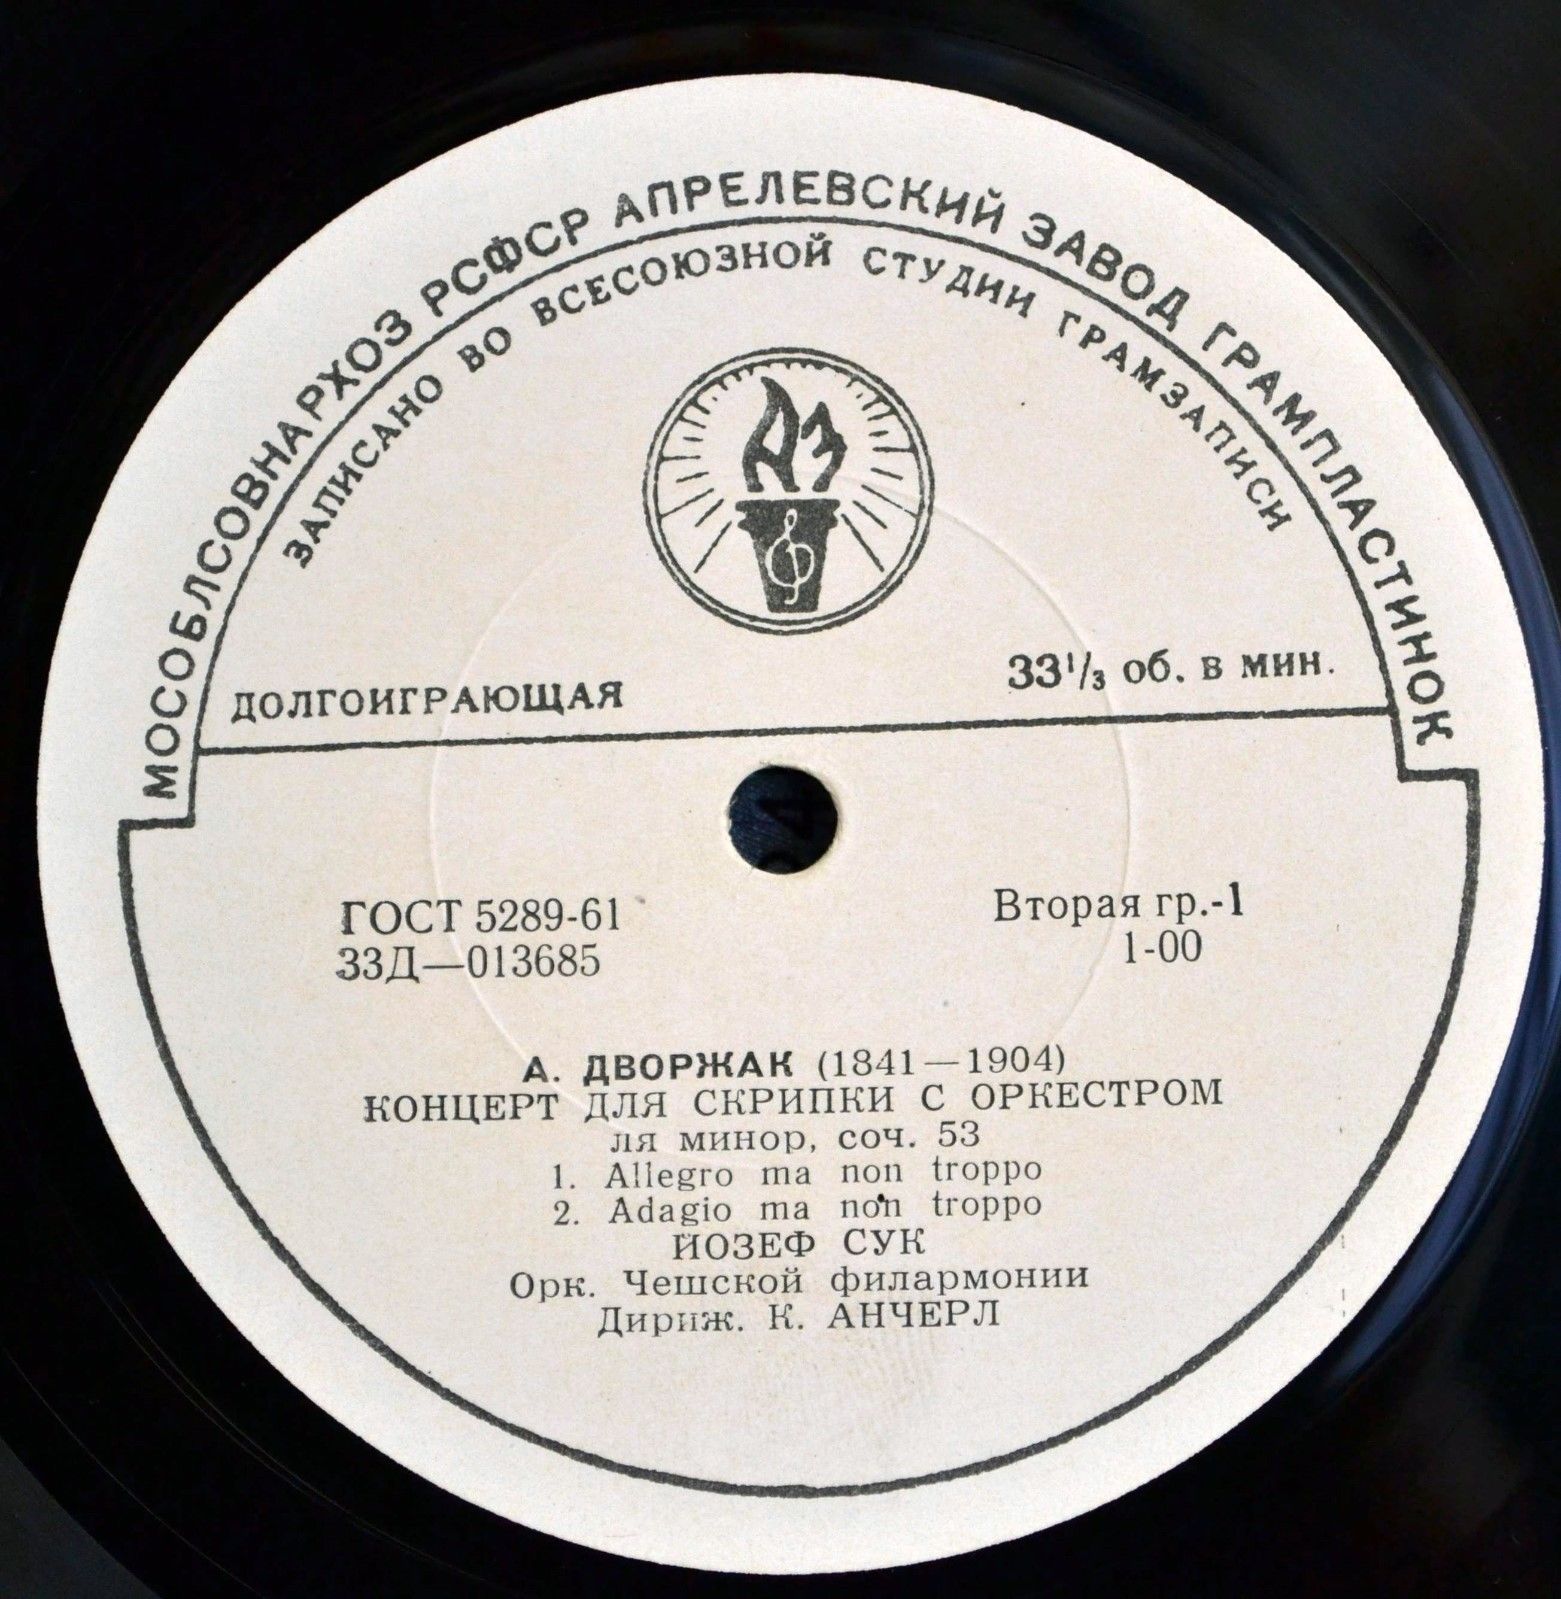 МОСОБЛСОВНАРХОЗ РСФСР АПРЕЛЕВСКИЙ ЗАВОД ГРАМПЛАСТИНОК
ЗАПИСАНО ВО ВСЕСОЮЗНОЙ СТУДИИ ГРАМЗАПИСИ
АЗ
ДОЛГОИГРАЮЩАЯ 33 1/3 об. в мин.
ГОСТ 5289-61 Вторая гр.-1
33Д—013685 1-00
А. ДВОРЖАК (1841—1904)
КОНЦЕРТ ДЛЯ СКРИПКИ С ОРКЕСТРОМ
ля минор, соч. 53
1. Allegro ma non troppo
2. Adagio ma non troppo
ЙОЗЕФ СУК
Орк. Чешской филармонии
Дириж. К. АНЧЕРЛ